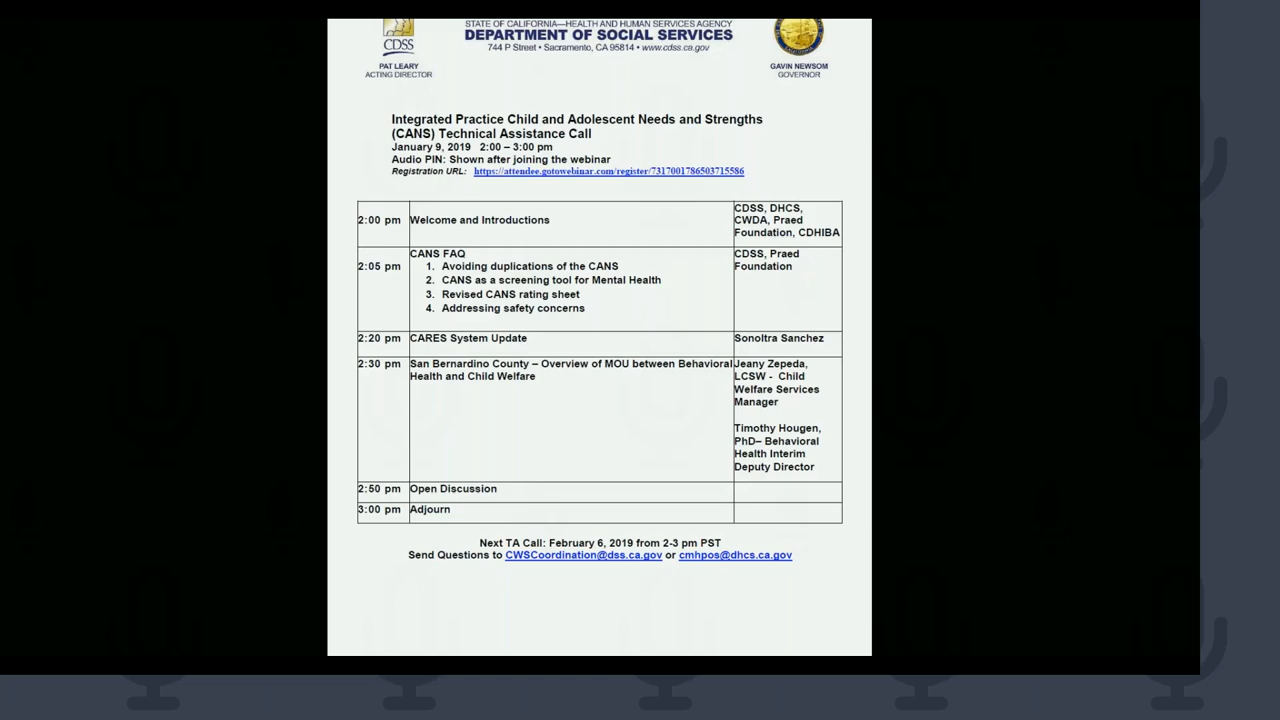 STATE OF CALIFORNIA—HEALTH AND HUMAN SERVICES AGENCY
DEPARTMENT OF SOCIAL SERVICES
744 P Street • Sacramento, CA 95814 • www.cdss.ca.gov
CDSS
PAT LEARY
ACTING DIRECTOR
GAVIN NEWSOM
GOVERNOR
Integrated Practice Child and Adolescent Needs and Strengths
(CANS) Technical Assistance Call
January 9, 2019 2:00 – 3:00 pm
Audio PIN: Shown after joining the webinar
Registration URL: https://attendee.gotowebinar.com/register/7317001786503715586
2:00 pm
Welcome and Introductions
CDSS, DHCS,
CWDA, Praed
Foundation, CDHIBA
2:05 pm
CANS FAQ
1. Avoiding duplications of the CANS
2. CANS as a screening tool for Mental Health
3. Revised CANS rating sheet
4. Addressing safety concerns
CDSS, Praed
Foundation
2:20 pm
CARES System Update
Sonoltra Sanchez
2:30 pm
San Bernardino County – Overview of MOU between Behavioral
Health and Child Welfare
Jeany Zepeda,
LCSW - Child
Welfare Services
Manager
Timothy Hougen,
PhD– Behavioral
Health Interim
Deputy Director
2:50 pm
Open Discussion
3:00 pm
Adjourn
Next TA Call: February 6, 2019 from 2-3 pm PST
Send Questions to CWSCoordination@dss.ca.gov or cmhpos@dhcs.ca.gov